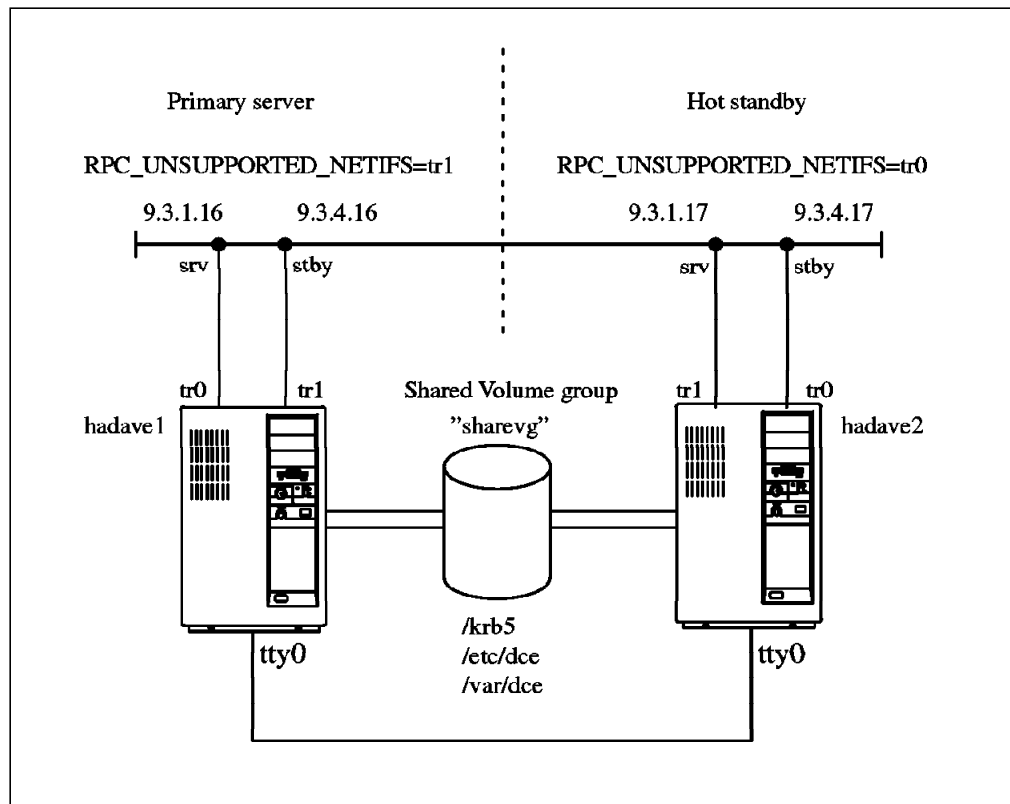 Primary server
Hot standby
RPC_UNSUPPORTED_NETIFS=tr1
RPC_UNSUPPORTED_NETIFS=tr0
9.3.1.16
9.3.4.16
9.3.1.17
9.3.4.17
srv
stby
srv
stby
tr0
tr1
Shared Volume group
tr1
tr0
hadave1
”sharevg”
hadave2
/krb5
/etc/dce
/var/dce
tty0
tty0